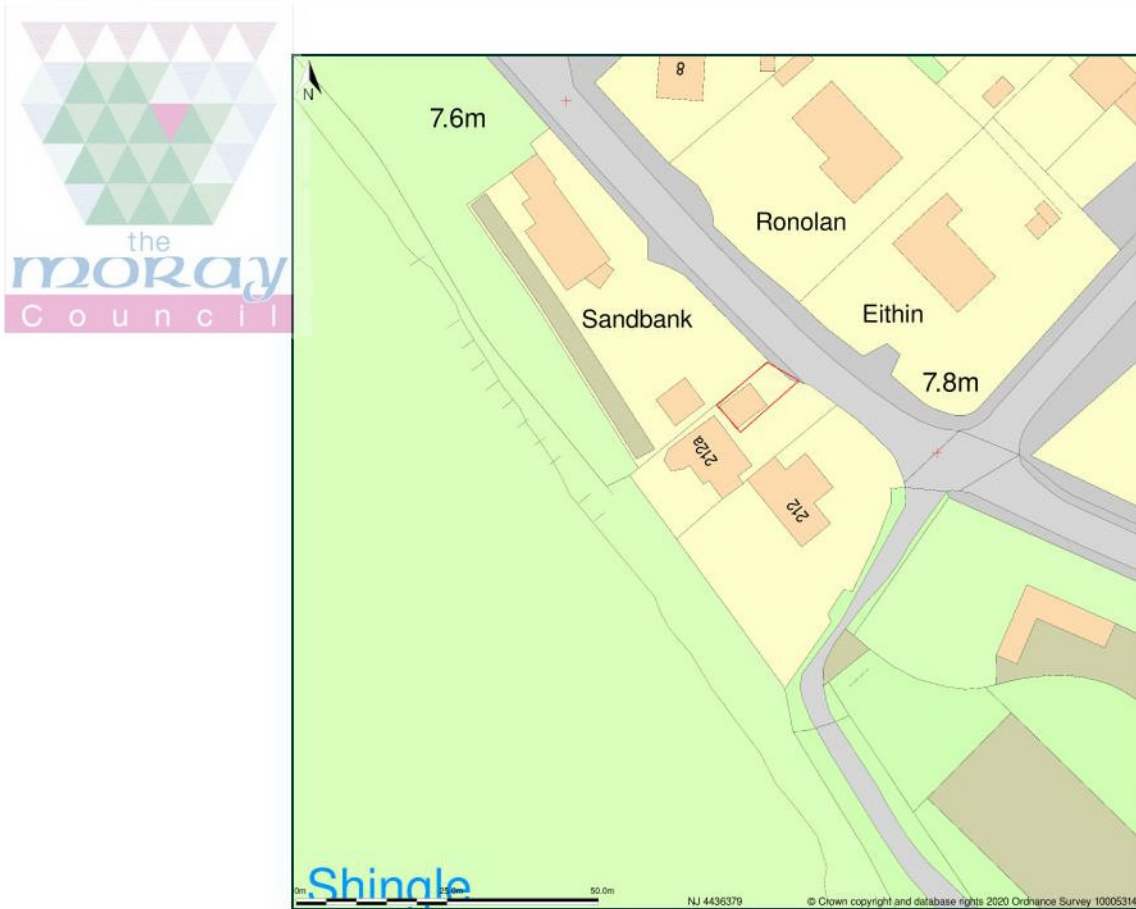 the
moray
Council
N
7.6m
8
Ronolan
Sandbank
Eithin
7.8m
212a
212
Shingle
0m 25.0m 50.0m
NJ 4436379
© Crown copyright and database rights 2020 Ordnance Survey 10005314